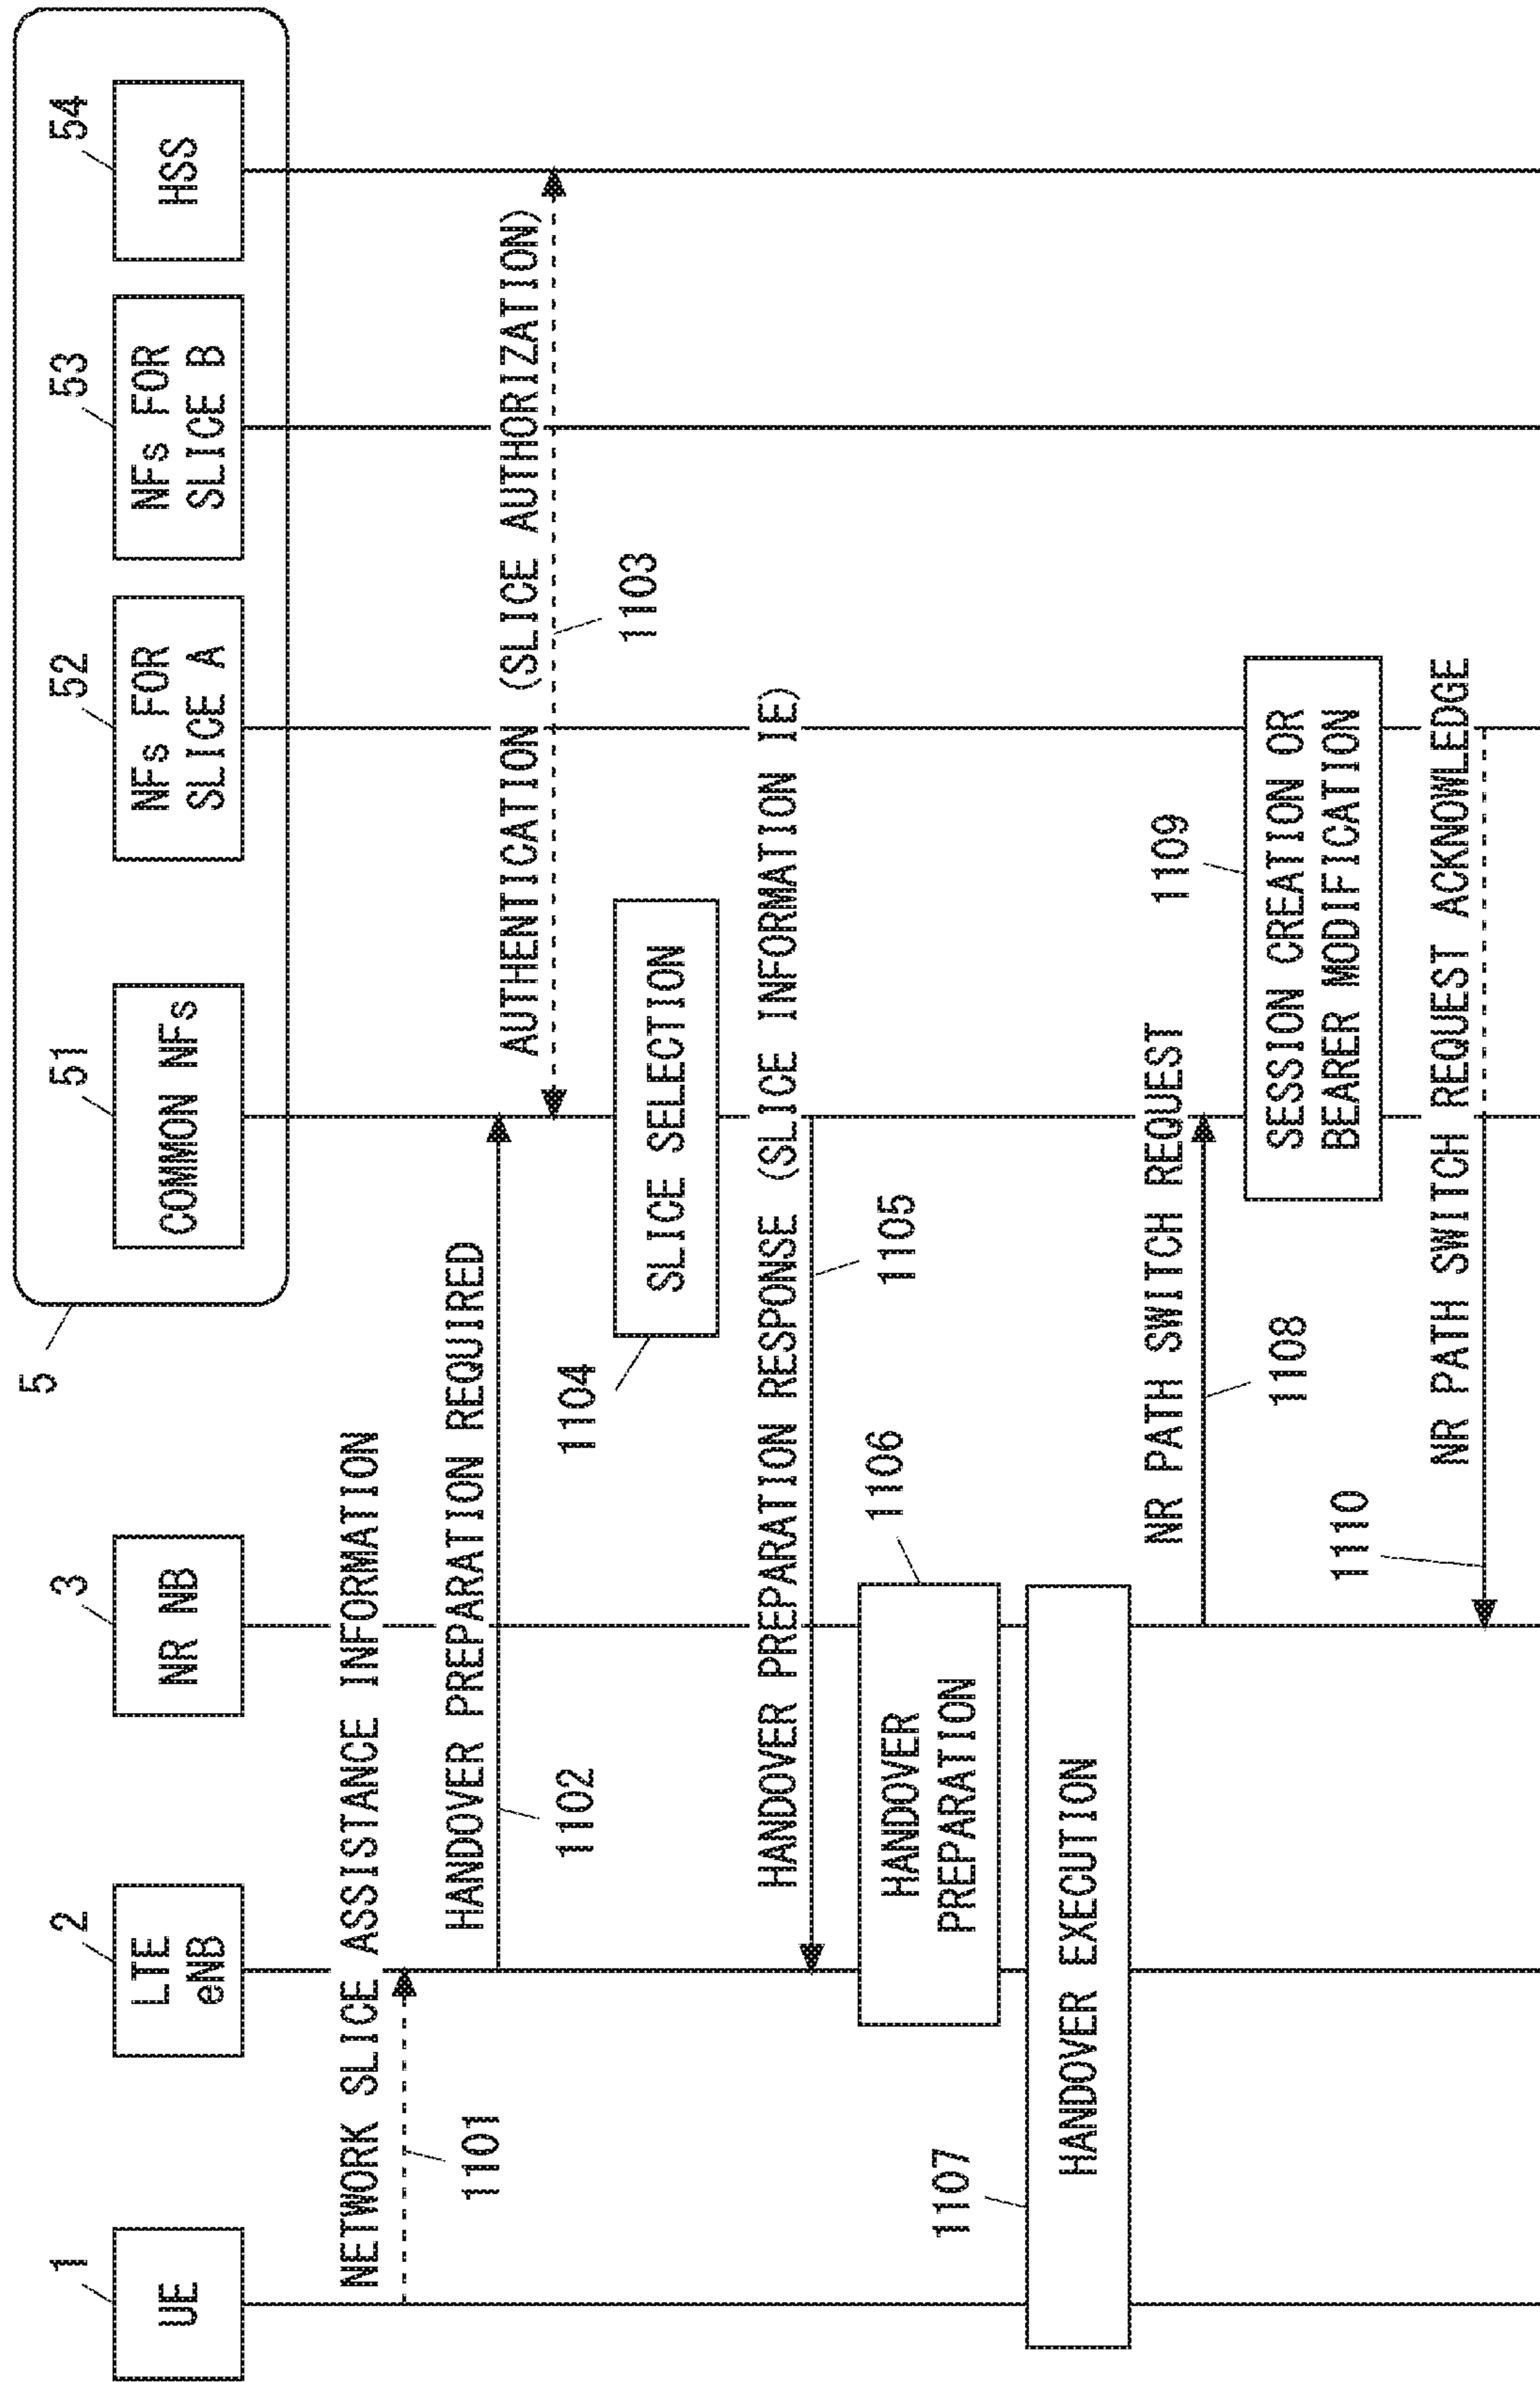 1
UE
2
LTE
eNB
3
NR NB
5
51
COMMON NFs
52
NFs FOR
SLICE A
53
NFs FOR
SLICE B
54
HSS
NETWORK SLICE ASSISTANCE INFORMATION
1101
HANDOVER PREPARATION REQUIRED
1102
AUTHENTICATION (SLICE AUTHORIZATION)
1103
1104
SLICE SELECTION
HANDOVER PREPARATION RESPONSE (SLICE INFORMATION IE)
1105
1106
HANDOVER
PREPARATION
1107
HANDOVER EXECUTION
NR PATH SWITCH REQUEST
1108
1109
SESSION CREATION OR
BEARER MODIFICATION
NR PATH SWITCH REQUEST ACKNOWLEDGE
1110